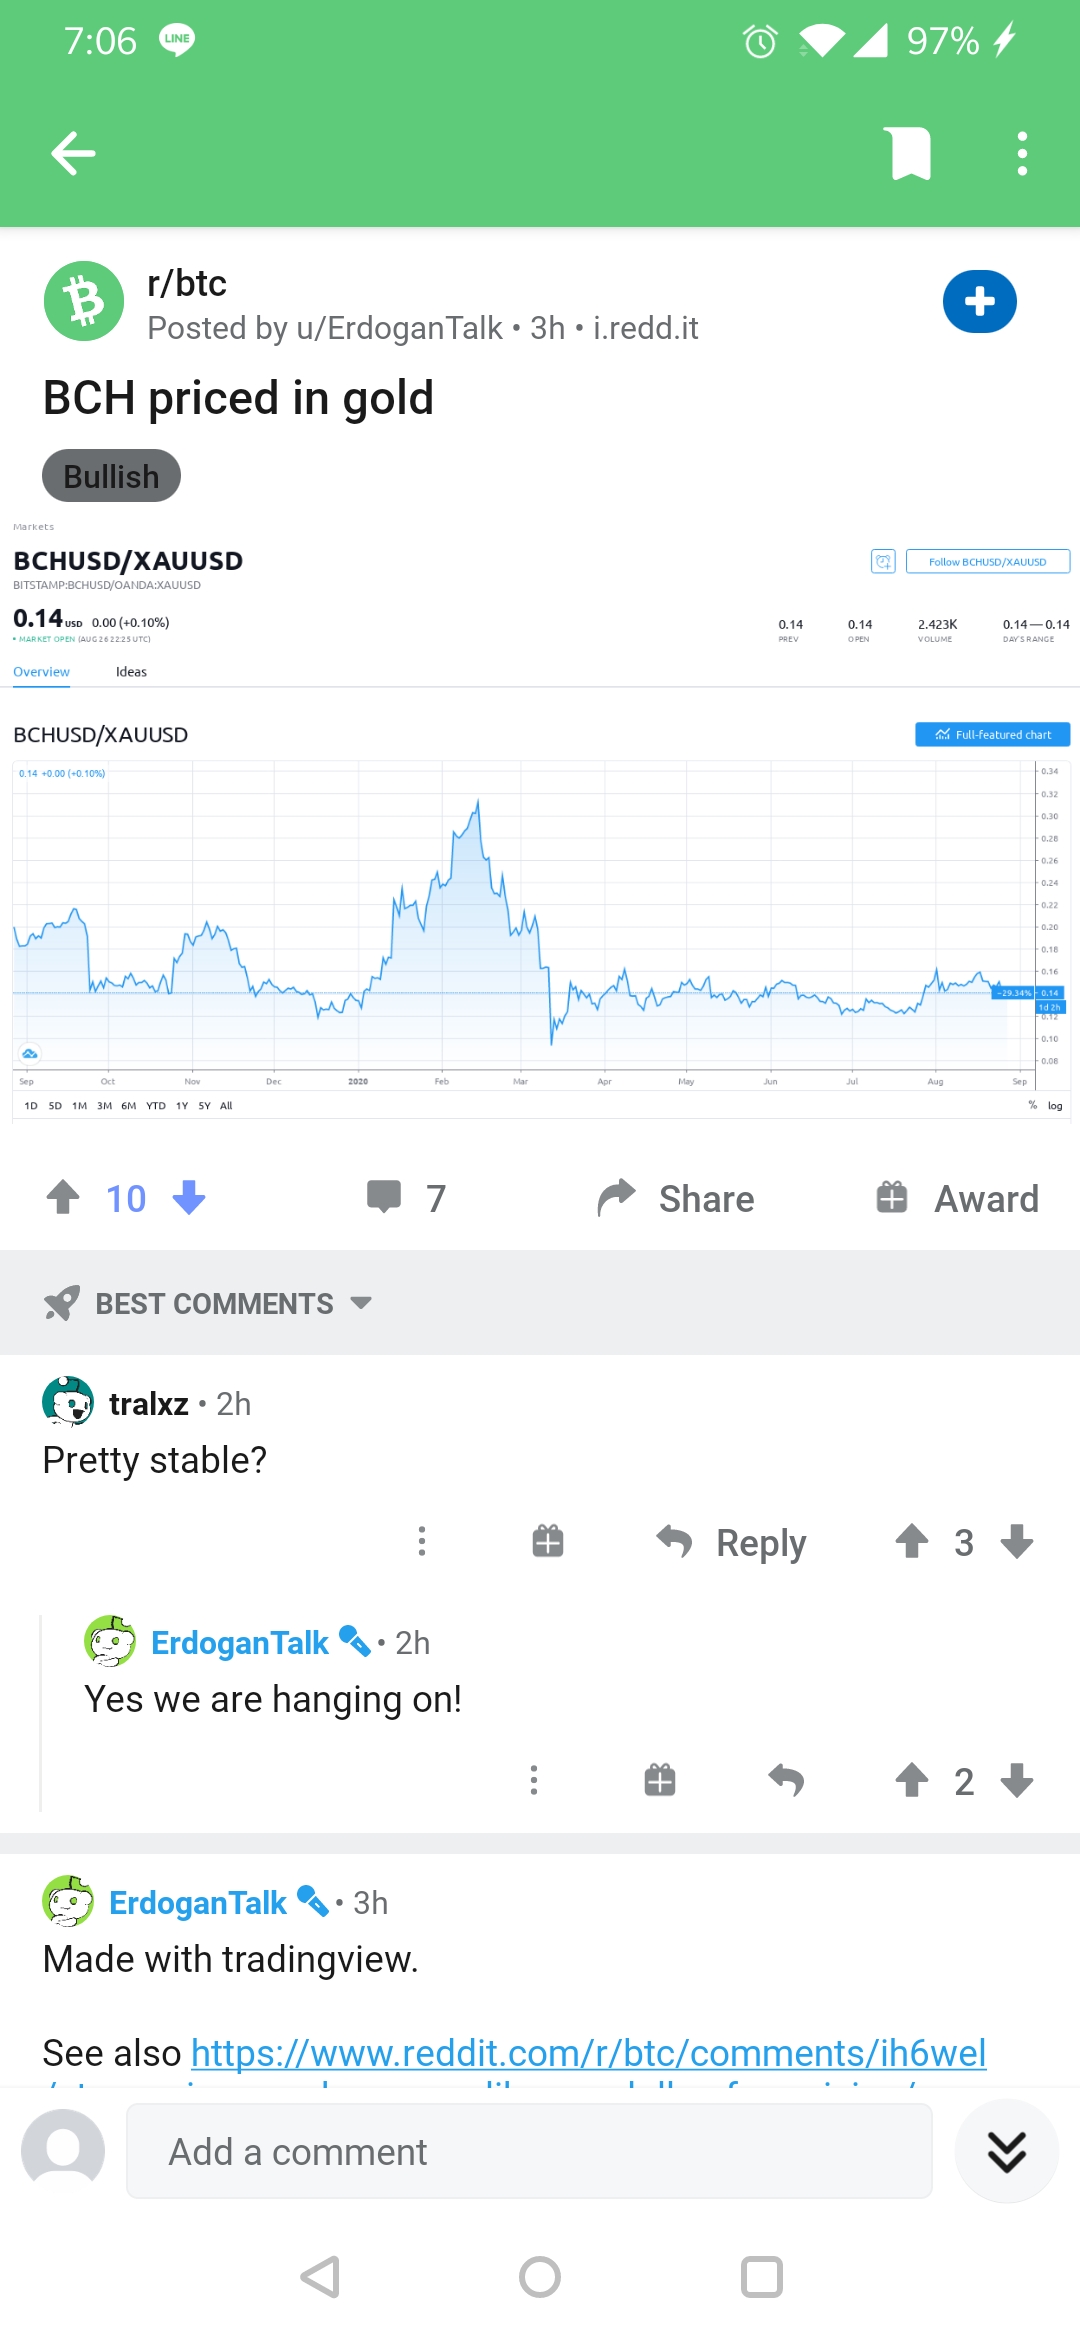 7:06 LINE 97%
r/btc
Posted by u/ErdoganTalk • 3h • i.redd.it
BCH priced in gold
Bullish
Markets
BCHUSD/XAUUSD
Follow BCHUSD/XAUUSD
BITSTAMP:BCHUSD/OANDA:XAUUSD
0.14 USD 0.00 (+0.10%)
0.14 0.14 2.423K 0.14 — 0.14
• MARKET OPEN (AUG 26 22:25 UTC)
PREV OPEN VOLUME DAY'S RANGE
Overview Ideas
BCHUSD/XAUUSD
Full-featured chart
0.14 +0.00 (+0.10%)
0.34
0.32
0.30
0.28
0.26
0.24
0.22
0.20
0.18
0.16
−29.34% 0.14
1d 2h
0.12
0.10
0.08
Sep Oct Nov Dec 2020 Feb Mar Apr May Jun Jul Aug Sep
1D 5D 1M 3M 6M YTD 1Y 5Y All % log
10 7 Share Award
BEST COMMENTS
tralxz • 2h
Pretty stable?
Reply 3
ErdoganTalk • 2h
Yes we are hanging on!
2
ErdoganTalk • 3h
Made with tradingview.
See also https://www.reddit.com/r/btc/comments/ih6wel
Add a comment